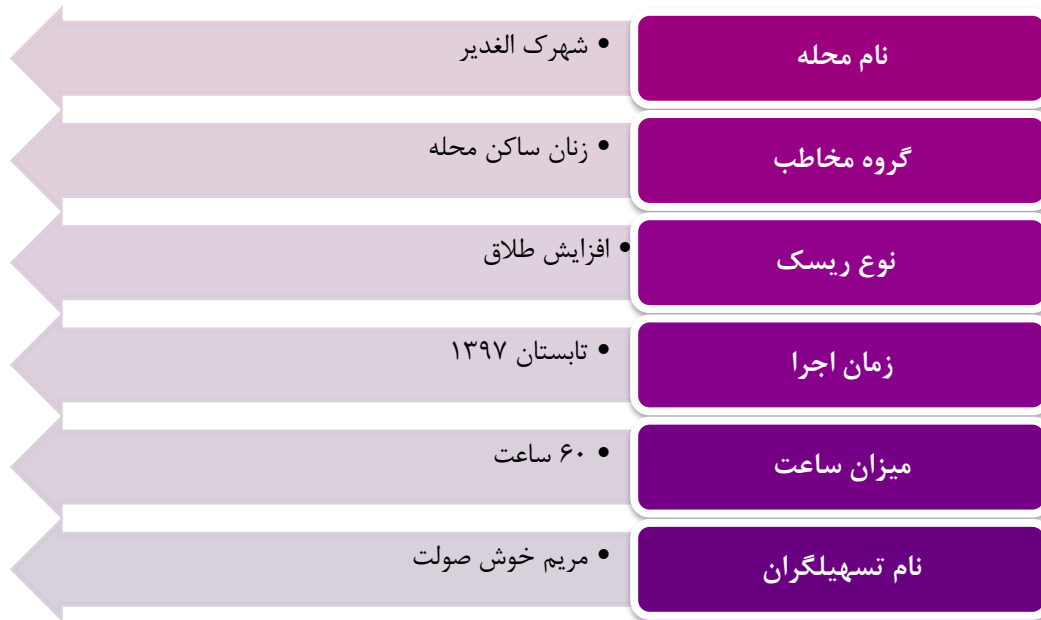 نام محله
• شهرک الغدیر
گروه مخاطب
• زنان ساکن محله
نوع ریسک
• افزایش طلاق
زمان اجرا
• تابستان ۱۳۹۷
میزان ساعت
• ۶۰ ساعت
نام تسهیلگران
• مریم خوش صولت